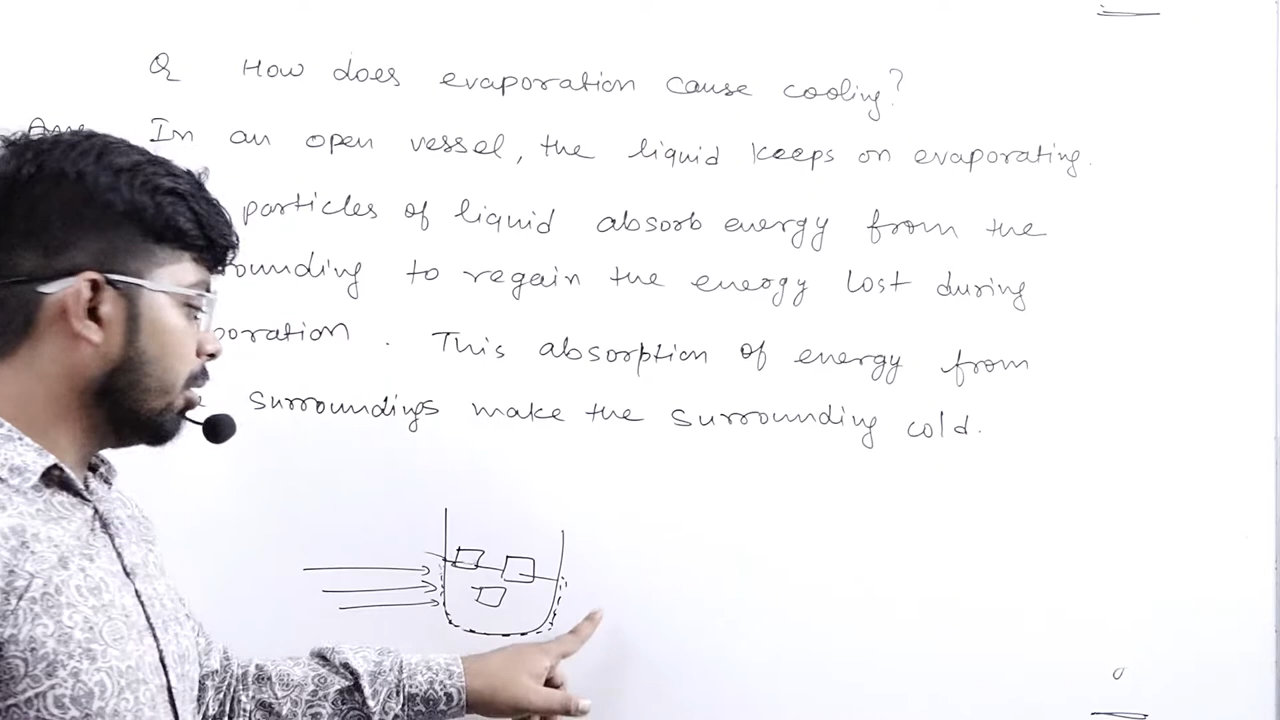 Q How does evaporation cause cooling?
In an open vessel, the liquid keeps on evaporating.
particles of liquid absorb energy from the
rounding to regain the energy lost during
poration. This absorption of energy from
surroundings make the surrounding cold.